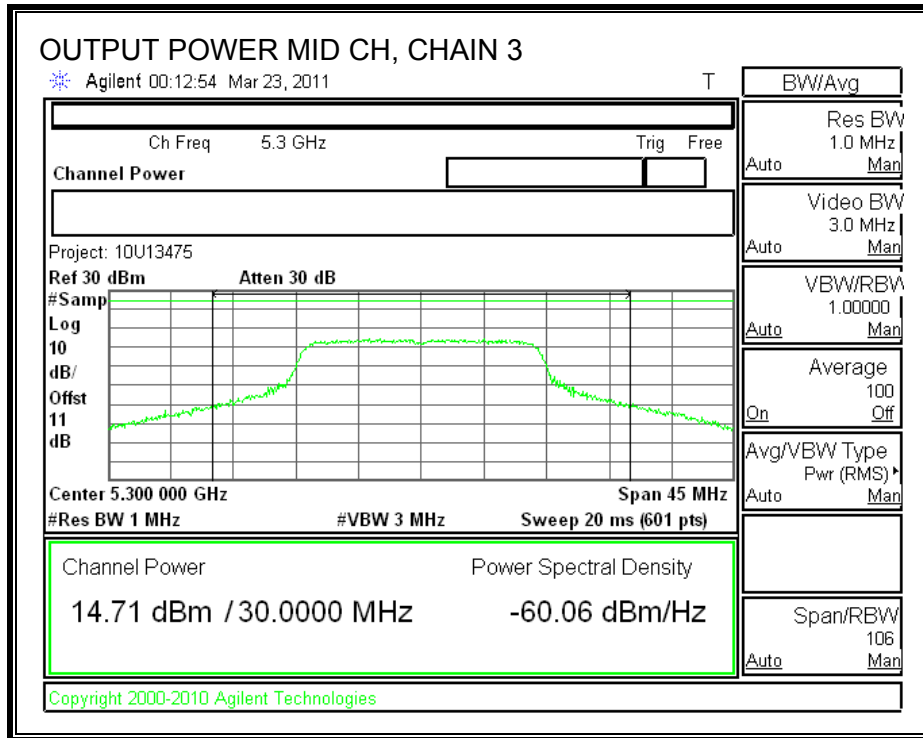 OUTPUT POWER MID CH, CHAIN 3
Agilent 00:12:54 Mar 23, 2011 T
Ch Freq 5.3 GHz Trig Free
Channel Power
Project: 10U13475
Ref 30 dBm Atten 30 dB
#Samp
Log
10
dB/
Offst
11
dB
Center 5.300 000 GHz Span 45 MHz
#Res BW 1 MHz #VBW 3 MHz Sweep 20 ms (601 pts)
Channel Power Power Spectral Density
14.71 dBm / 30.0000 MHz -60.06 dBm/Hz
Copyright 2000-2010 Agilent Technologies
BW/Avg
Res BW
1.0 MHz
Auto Man
Video BW
3.0 MHz
Auto Man
VBW/RBW
1.00000
Auto Man
Average
100
On Off
Avg/VBW Type
Pwr (RMS)
Auto Man
Span/RBW
106
Auto Man